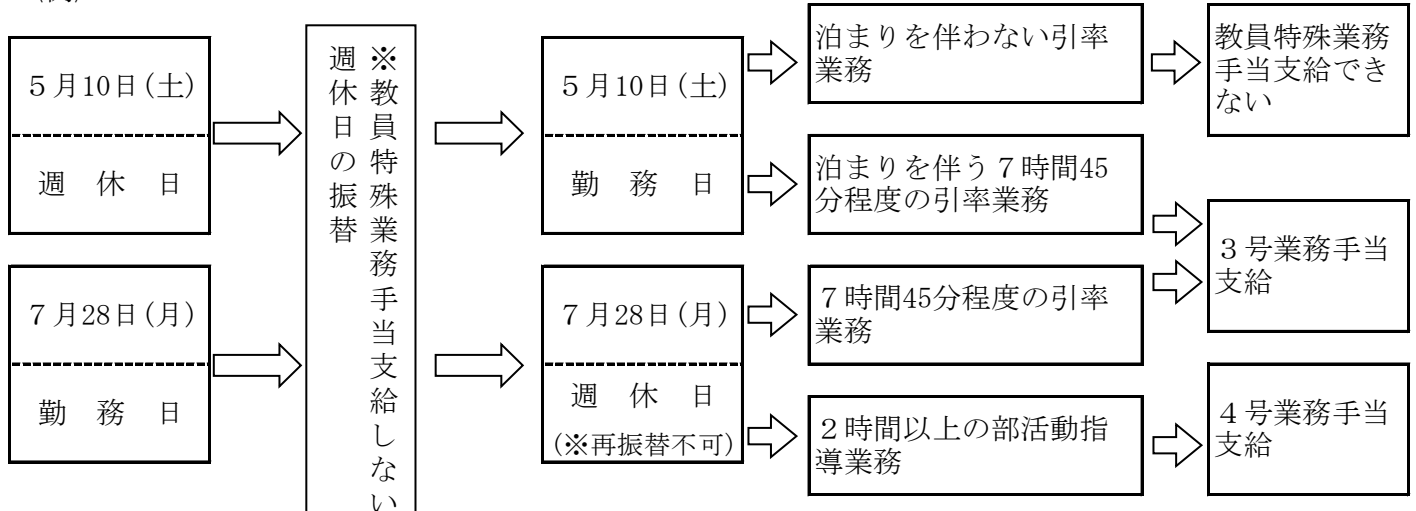 5月10日(土)
週休日
7月28日(月)
勤務日
※教員特殊業務手当支給しない
週休日の振替
5月10日(土)
勤務日
7月28日(月)
週休日
(※再振替不可)
泊まりを伴わない引率
業務
泊まりを伴う7時間45
分程度の引率業務
7時間45分程度の引率
業務
2時間以上の部活動指
導業務
教員特殊業務
手当支給でき
ない
3号業務手当
支給
4号業務手当
支給